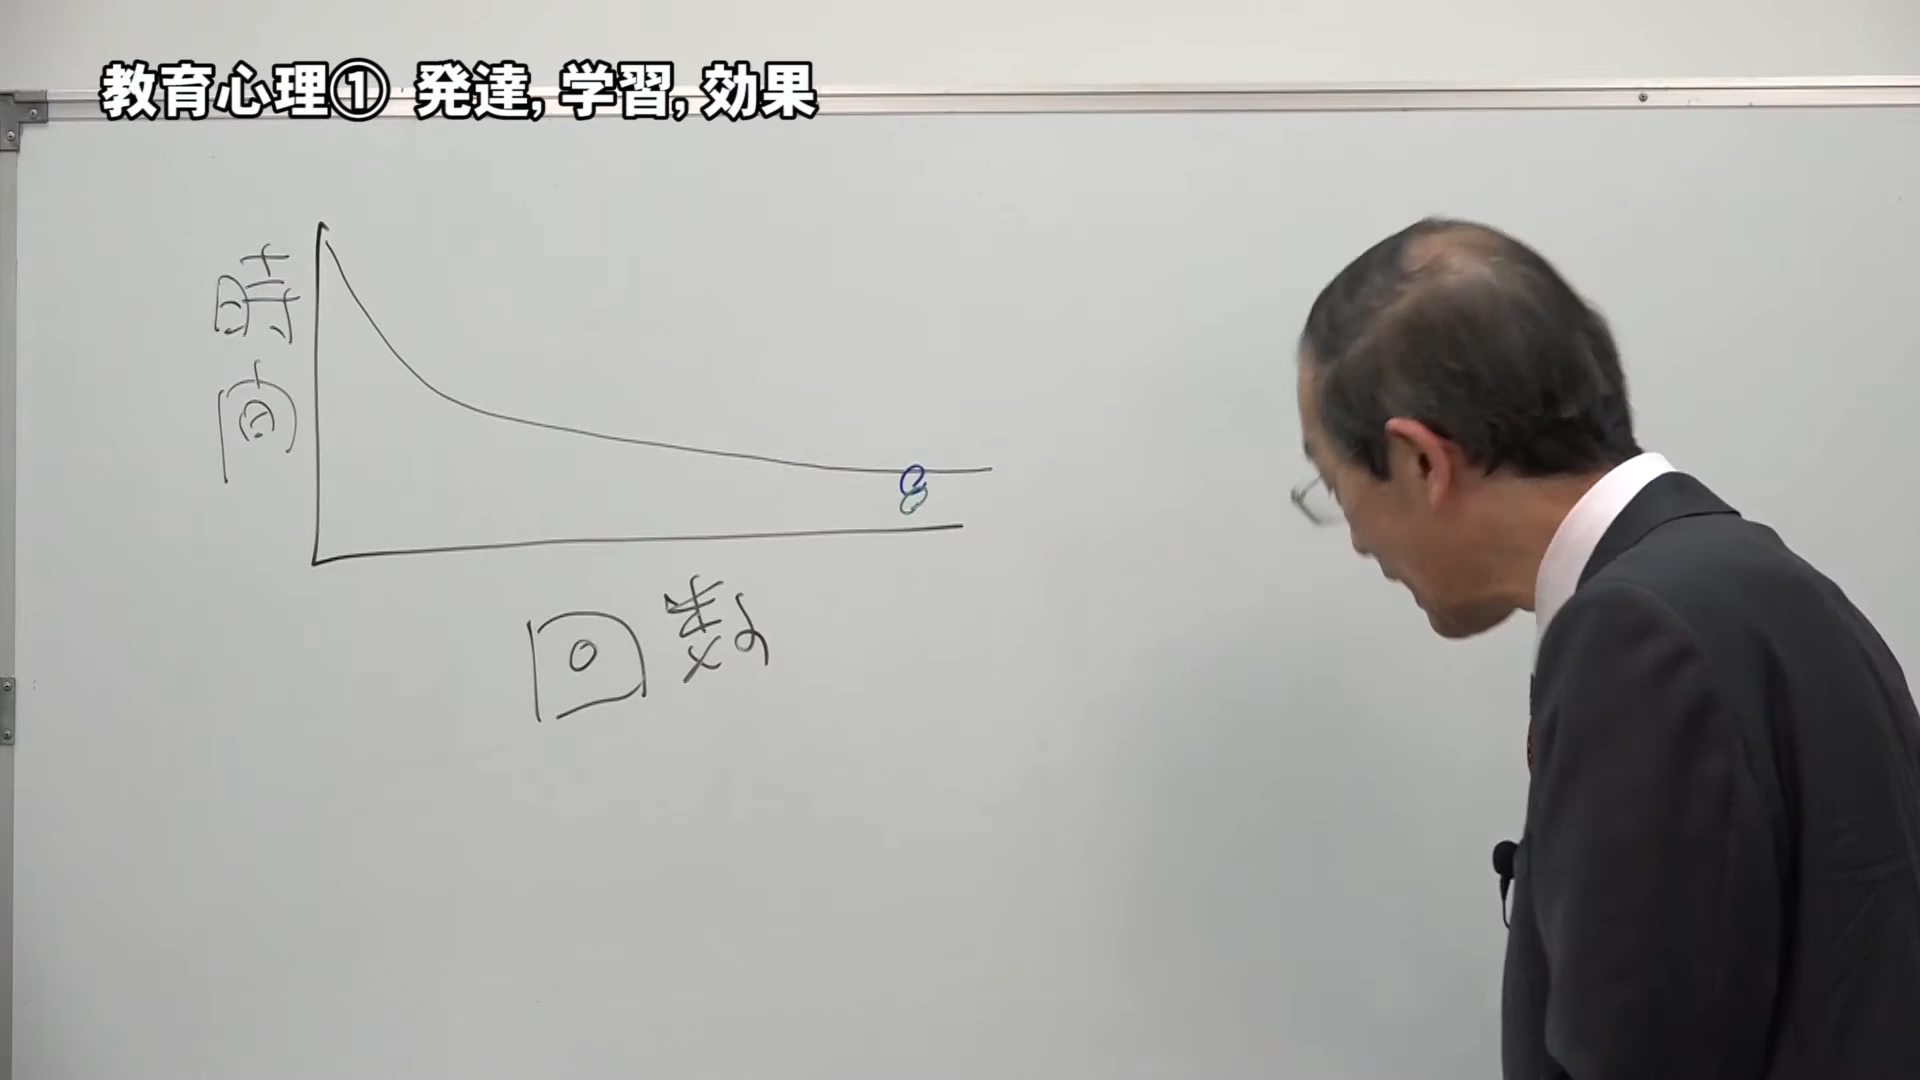 教育心理① 発達, 学習, 効果
時間
回数